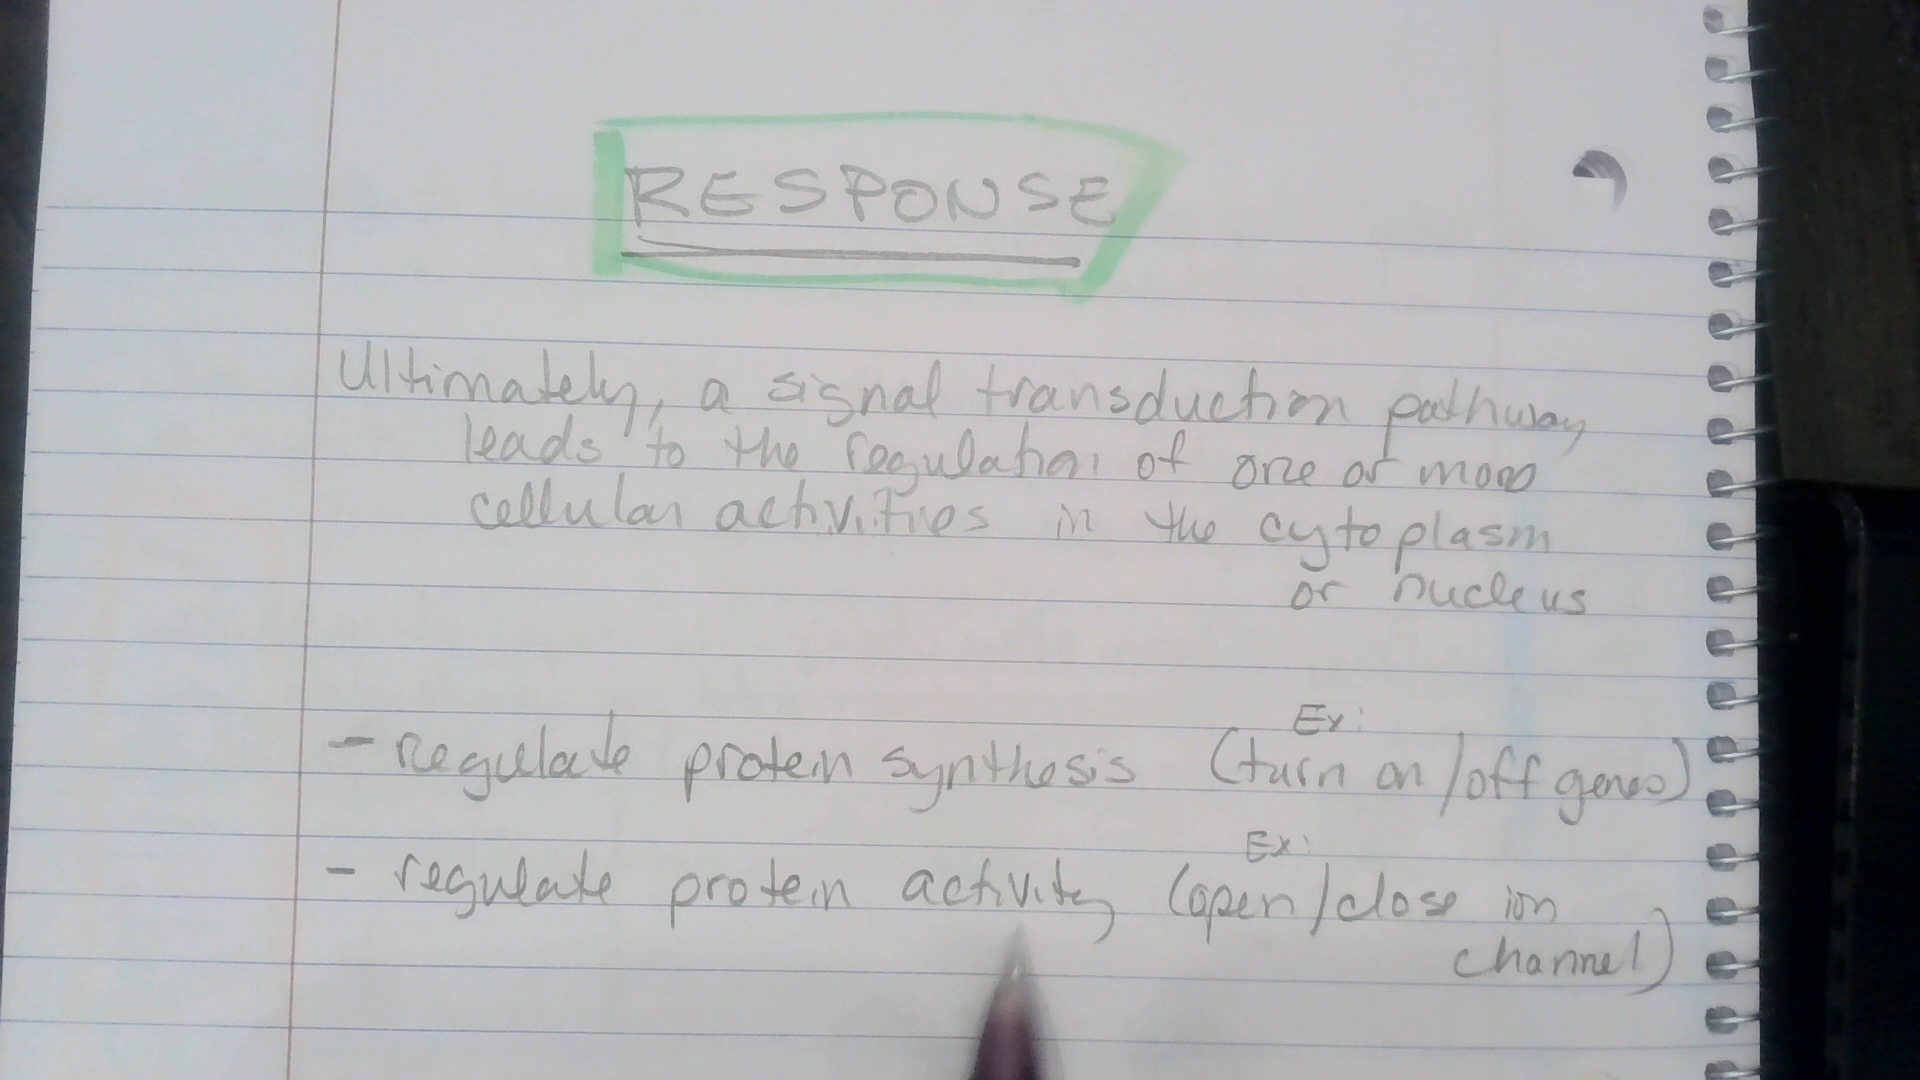 RESPONSE
Ultimately, a signal transduction pathway
leads to the regulation of one or more
cellular activities in the cytoplasm
or nucleus
Ex:
- regulate protein synthesis (turn on/off genes)
Ex:
- regulate protein activity (open/close ion
channel)